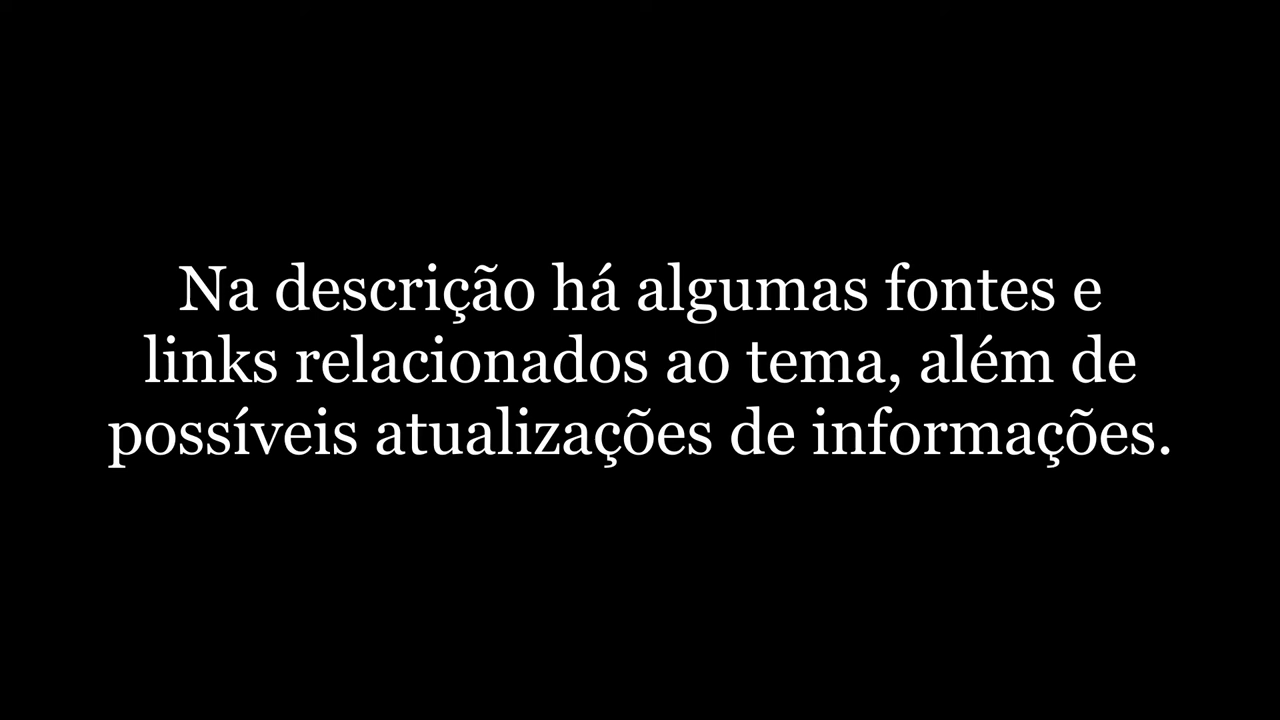 Na descrição há algumas fontes e
links relacionados ao tema, além de
possíveis atualizações de informações.